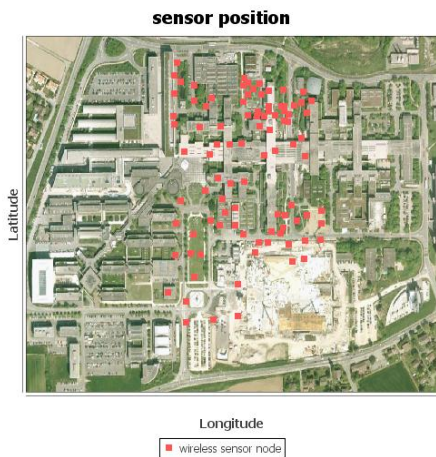 sensor position
Latitude
Longitude
wireless sensor node